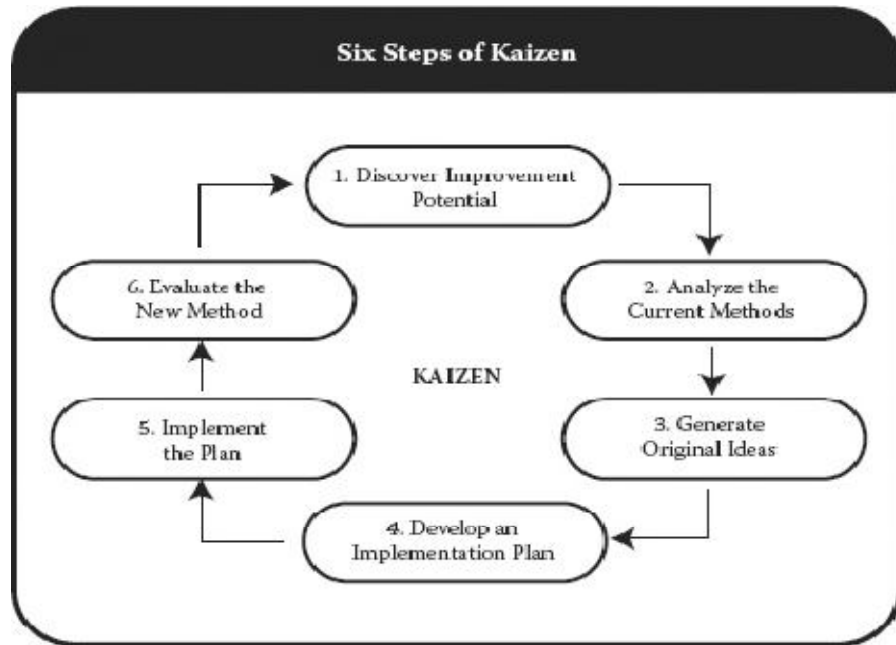 Six Steps of Kaizen
1. Discover Improvement
Potential
2. Analyze the
Current Methods
3. Generate
Original Ideas
4. Develop an
Implementation Plan
5. Implement
the Plan
6. Evaluate the
New Method
KAIZEN